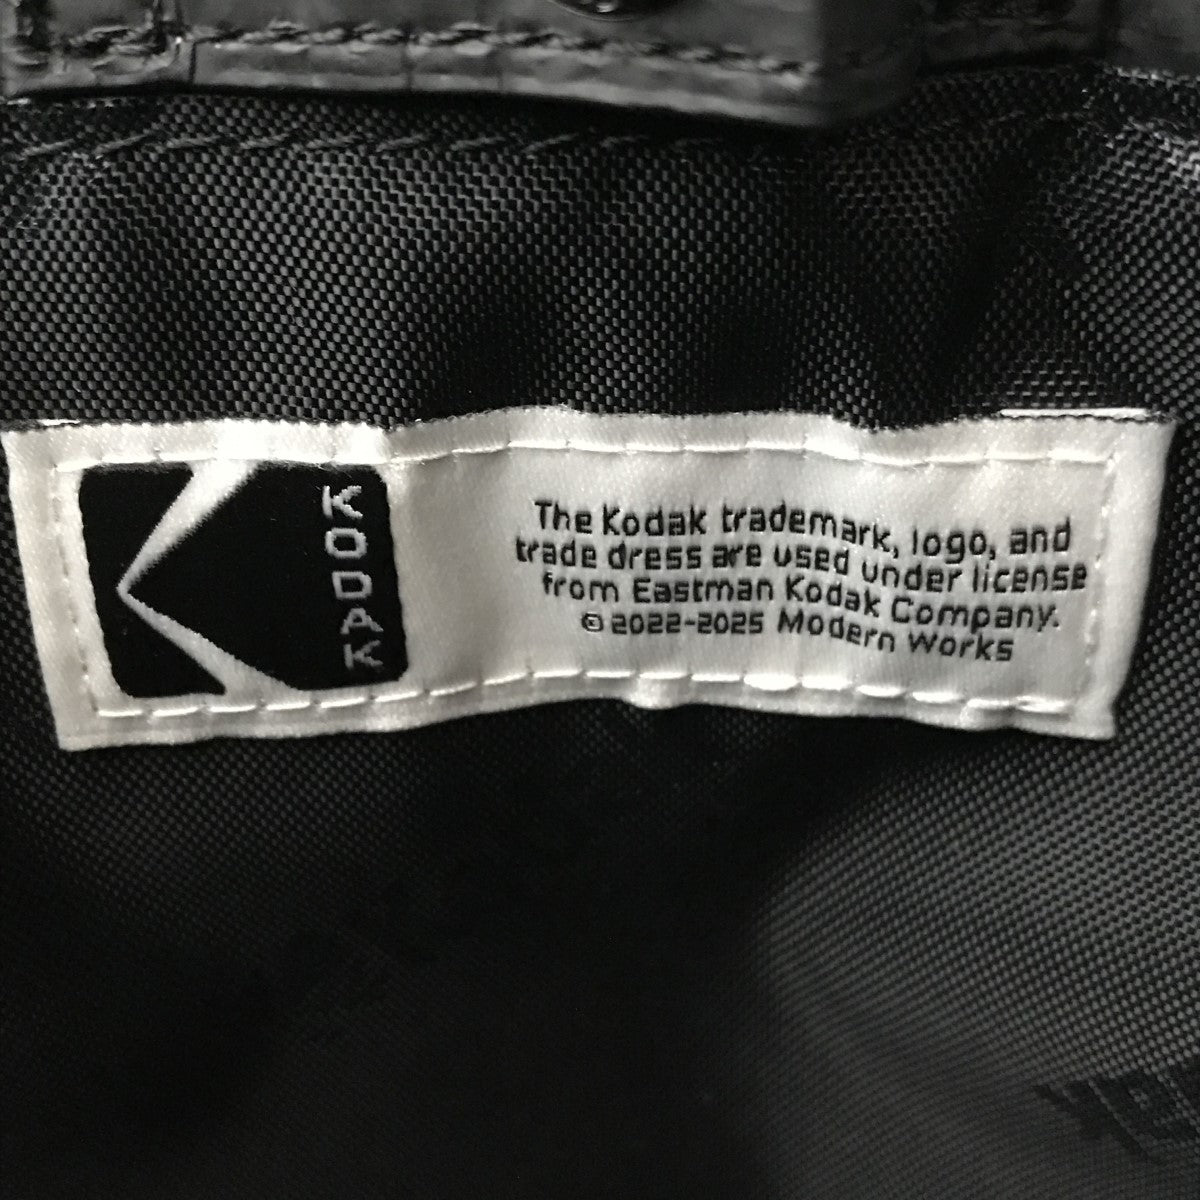 KODAK
The Kodak trademark, logo, and
trade dress are used under license
from Eastman Kodak Company.
© 2022-2025 Modern Works